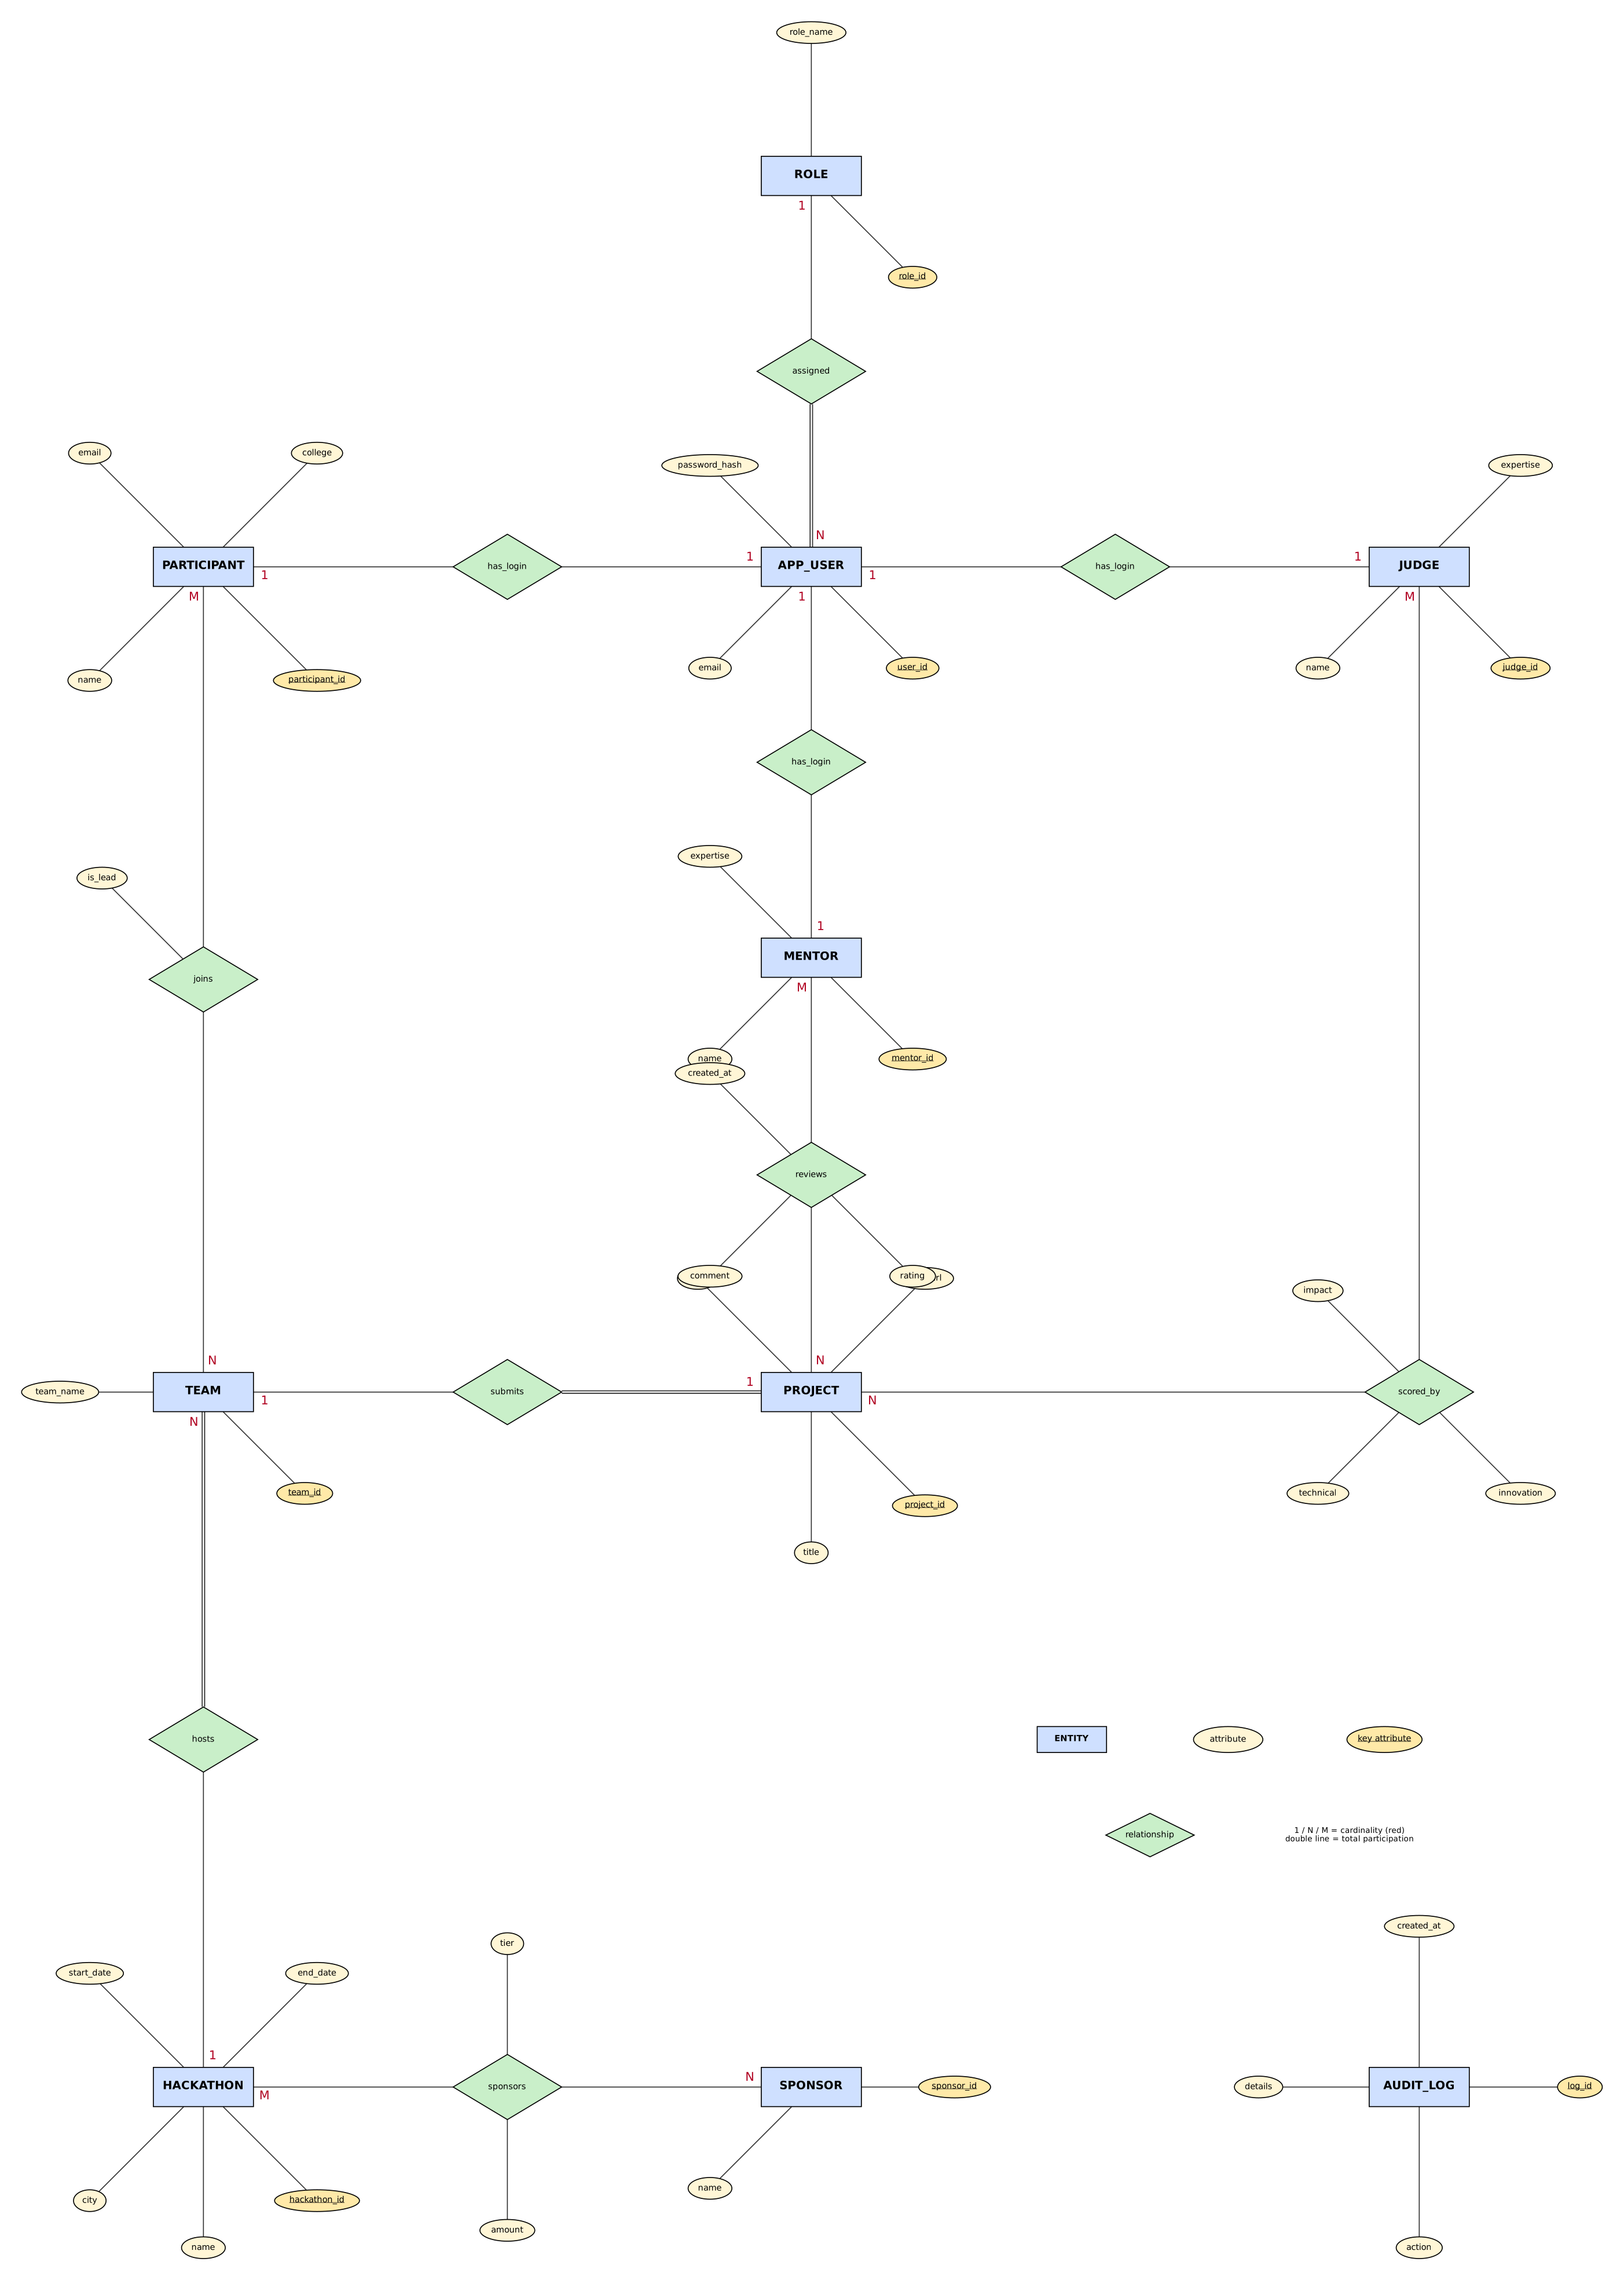 role_name
ROLE
1
role_id
assigned
email
college
password_hash
expertise
N
PARTICIPANT
1
has_login
1
APP_USER
1
has_login
1
JUDGE
M
1
M
name
participant_id
email
user_id
name
judge_id
has_login
expertise
is_lead
1
MENTOR
joins
M
name
mentor_id
created_at
reviews
comment
rating
rl
impact
N
N
team_name
TEAM
1
submits
1
PROJECT
N
scored_by
N
team_id
project_id
technical
innovation
title
hosts
ENTITY
attribute
key attribute
relationship
1 / N / M = cardinality (red)
double line = total participation
created_at
tier
start_date
end_date
1
HACKATHON
M
sponsors
N
SPONSOR
sponsor_id
details
AUDIT_LOG
log_id
city
hackathon_id
name
amount
name
action